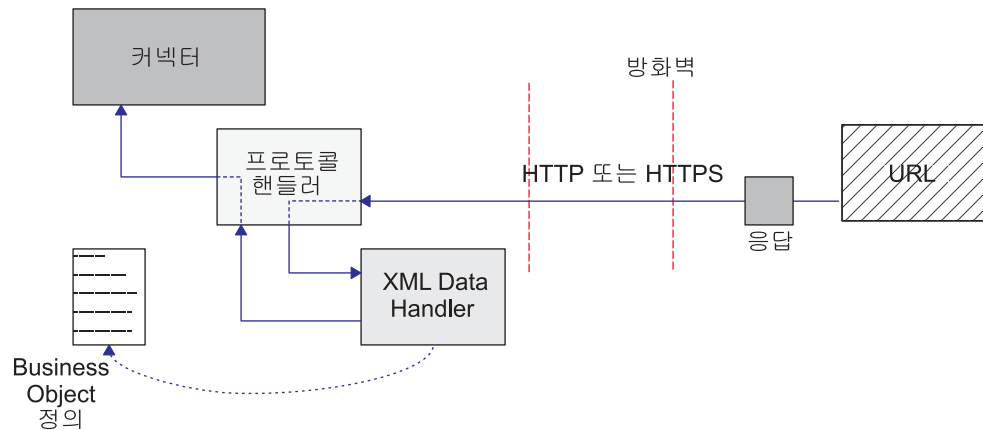 커넥터
방화벽
프로토콜
핸들러
HTTP 또는 HTTPS
URL
응답
XML Data
Handler
Business
Object
정의